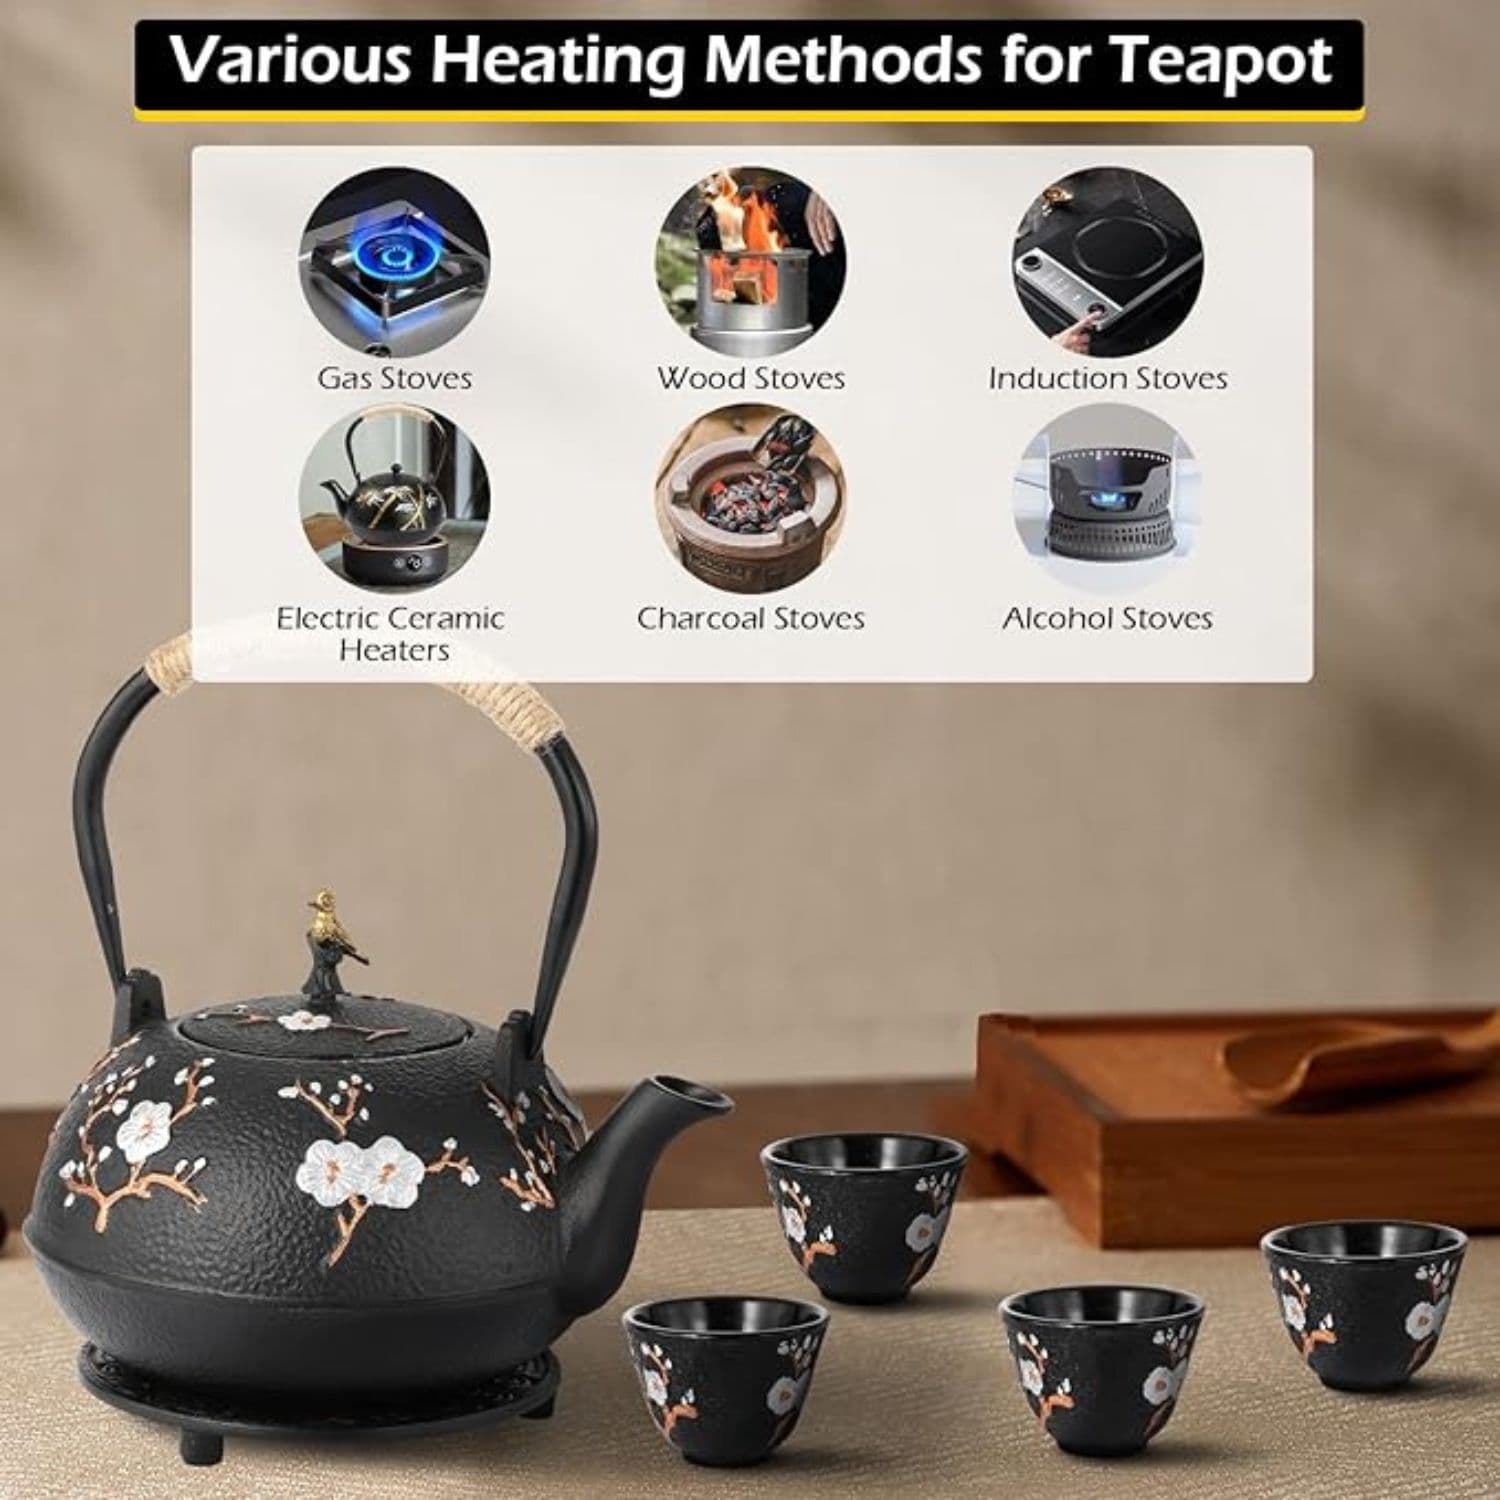 Various Heating Methods for Teapot
Gas Stoves
Wood Stoves
Induction Stoves
Electric Ceramic
Heaters
Charcoal Stoves
Alcohol Stoves